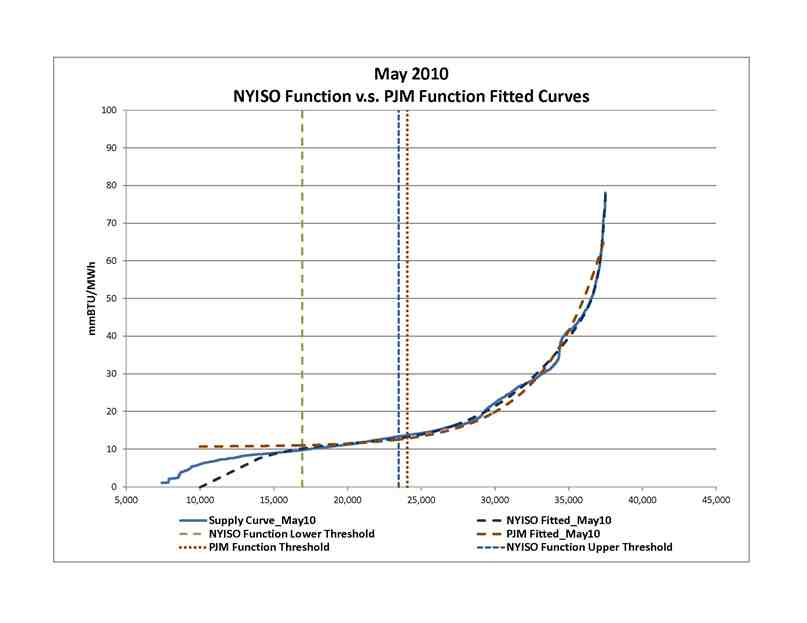 May 2010
NYISO Function v.s. PJM Function Fitted Curves
100
90
80
70
60
50
40
30
20
10
0
mmBTU/MWh
5,000 10,000 15,000 20,000 25,000 30,000 35,000 40,000 45,000
Supply Curve_May10 NYISO Fitted_May10
NYISO Function Lower Threshold PJM Fitted_May10
PJM Function Threshold NYISO Function Upper Threshold